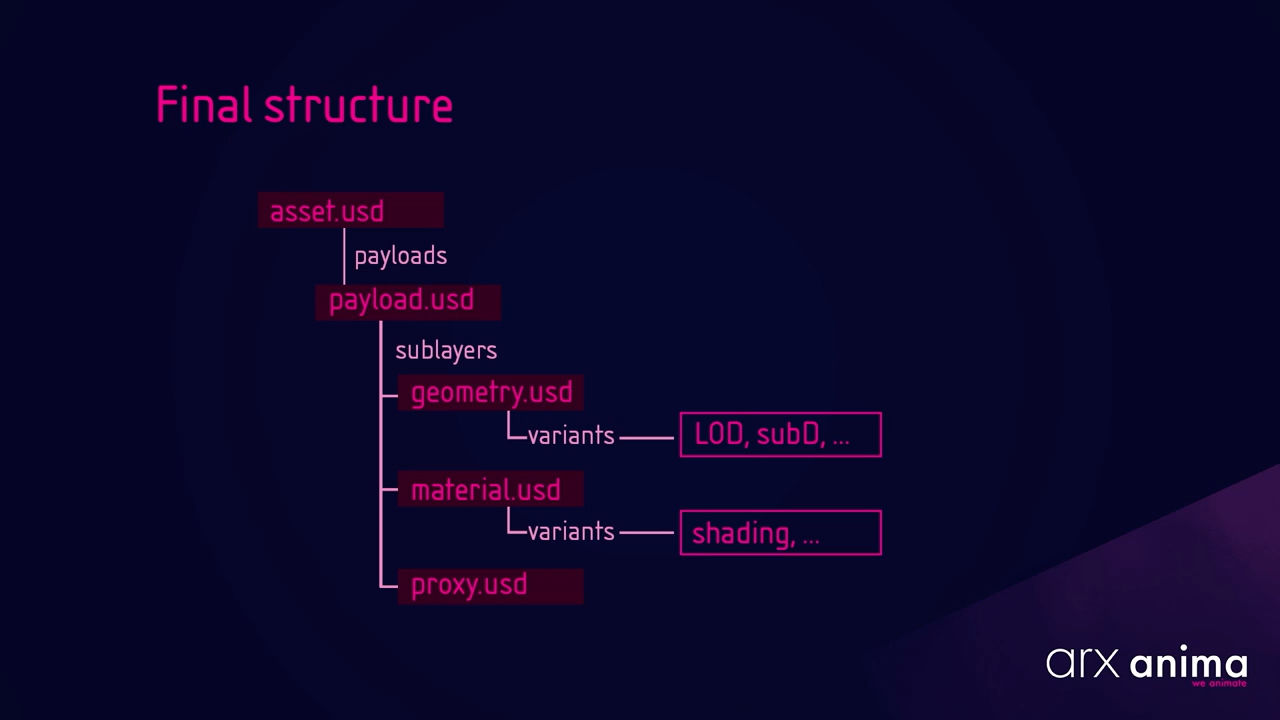 Final structure
asset.usd
payloads
payload.usd
sublayers
geometry.usd
variants
LOD, subD, ...
material.usd
variants
shading, ...
proxy.usd
arx anima
we animate